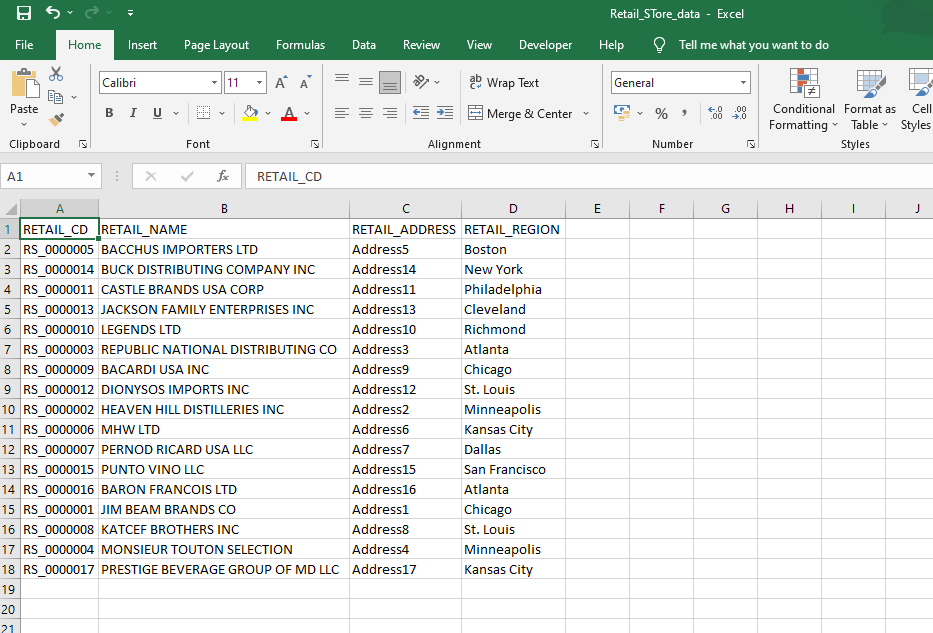 Retail_STore_data - Excel
File Home Insert Page Layout Formulas Data Review View Developer Help Tell me what you want to do
Calibri 11 A A ab Wrap Text General
Paste B I U A Merge & Center % , .00 .0 Conditional Formatting Format as Table Cell Styles
Clipboard Font Alignment Number Styles
A1 fx RETAIL_CD
A B C D E F G H I J
1 RETAIL_CD RETAIL_NAME RETAIL_ADDRESS RETAIL_REGION
2 RS_0000005 BACCHUS IMPORTERS LTD Address5 Boston
3 RS_0000014 BUCK DISTRIBUTING COMPANY INC Address14 New York
4 RS_0000011 CASTLE BRANDS USA CORP Address11 Philadelphia
5 RS_0000013 JACKSON FAMILY ENTERPRISES INC Address13 Cleveland
6 RS_0000010 LEGENDS LTD Address10 Richmond
7 RS_0000003 REPUBLIC NATIONAL DISTRIBUTING CO Address3 Atlanta
8 RS_0000009 BACARDI USA INC Address9 Chicago
9 RS_0000012 DIONYSOS IMPORTS INC Address12 St. Louis
10 RS_0000002 HEAVEN HILL DISTILLERIES INC Address2 Minneapolis
11 RS_0000006 MHW LTD Address6 Kansas City
12 RS_0000007 PERNOD RICARD USA LLC Address7 Dallas
13 RS_0000015 PUNTO VINO LLC Address15 San Francisco
14 RS_0000016 BARON FRANCOIS LTD Address16 Atlanta
15 RS_0000001 JIM BEAM BRANDS CO Address1 Chicago
16 RS_0000008 KATCEF BROTHERS INC Address8 St. Louis
17 RS_0000004 MONSIEUR TOUTON SELECTION Address4 Minneapolis
18 RS_0000017 PRESTIGE BEVERAGE GROUP OF MD LLC Address17 Kansas City
19
20
21